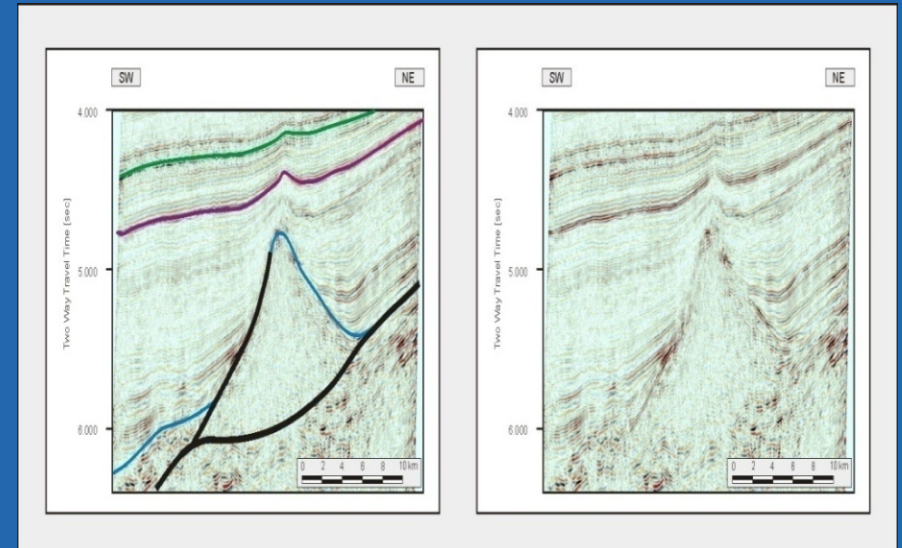 SW
NE
4.000
5.000
6.000
Two Way Travel Time [sec]
0 2 4 6 8 10 km
SW
NE
4.000
5.000
6.000
Two Way Travel Time [sec]
0 2 4 6 8 10 km